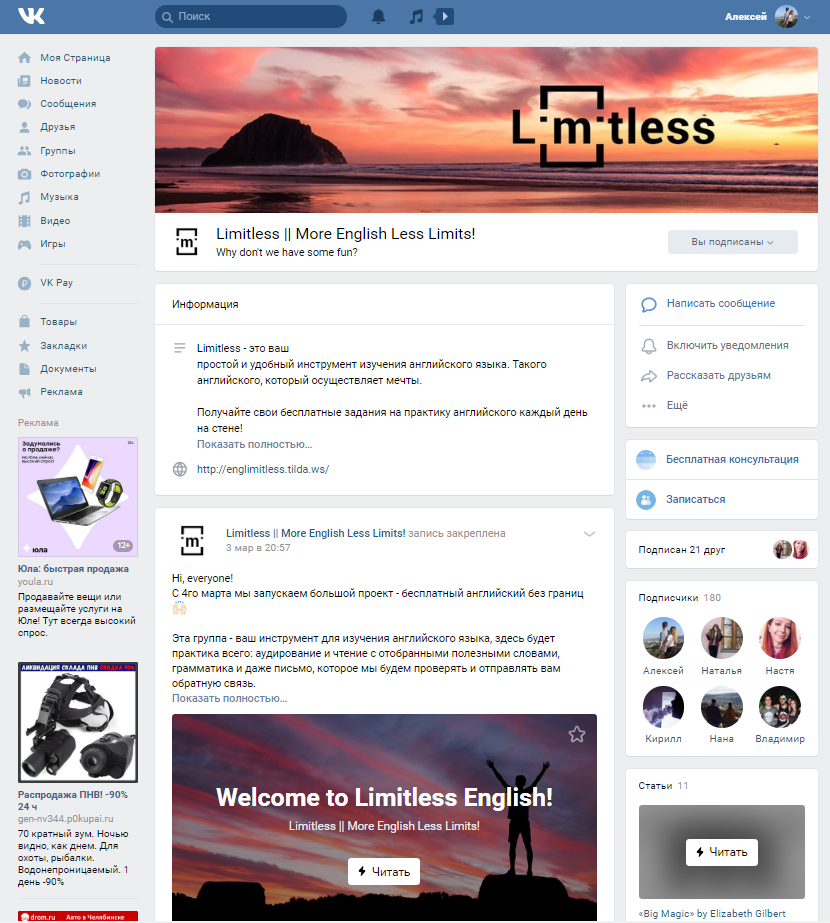 Поиск
Алексей
Моя Страница
Новости
Сообщения
Друзья
Группы
Фотографии
Музыка
Видео
Игры
VK Pay
Товары
Закладки
Документы
Реклама
Реклама
Задумались
о продаже?
12+
На Юле сейчас
высокий спрос!
юла
12+
Юла: быстрая продажа
youla.ru
Продавайте вещи или
размещайте услуги на
Юле! Тут всегда высокий
спрос.
ЛИКВИДАЦИЯ СКЛАДА ПНВ СКИДКА 90%
Распродажа ПНВ! -90%
24 ч
gen-nv344.p0kupai.ru
70 кратный зум. Ночью
видно, как днем. Для
охоты, рыбалки.
Водонепроницаемый. 1
день -90%
drom.ru Авто в Челябинске
Limitless
Limitless || More English Less Limits!
Why don't we have some fun?
Вы подписаны
Информация
Limitless - это ваш
простой и удобный инструмент изучения английского языка. Такого
английского, который осуществляет мечты.
Получайте свои бесплатные задания на практику английского каждый день
на стене!
Показать полностью...
http://englimitless.tilda.ws/
Limitless || More English Less Limits! запись закреплена
3 мар в 20:57
Hi, everyone!
С 4го марта мы запускаем большой проект - бесплатный английский без границ
🙌🏻
Эта группа - ваш инструмент для изучения английского языка, здесь будет
практика всего: аудирование и чтение с отобранными полезными словами,
грамматика и даже письмо, которое мы будем проверять и отправлять вам
обратную связь.
Показать полностью...
Welcome to Limitless English!
Limitless || More English Less Limits!
Читать
Написать сообщение
Включить уведомления
Рассказать друзьям
Ещё
Бесплатная консультация
Записаться
Подписан 21 друг
Подписчики 180
Алексей Наталья Настя
Кирилл Нана Владимир
Статьи 11
Читать
«Big Magic» by Elizabeth Gilbert